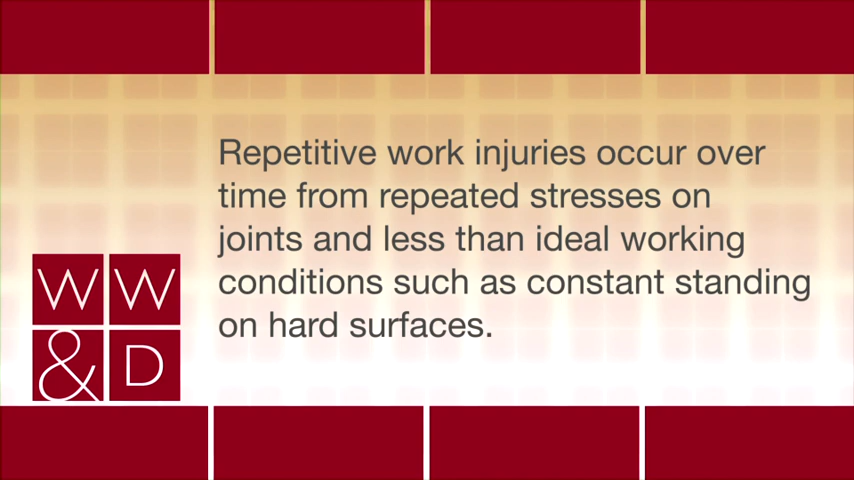 Repetitive work injuries occur over
time from repeated stresses on
joints and less than ideal working
conditions such as constant standing
on hard surfaces.
W W
& D